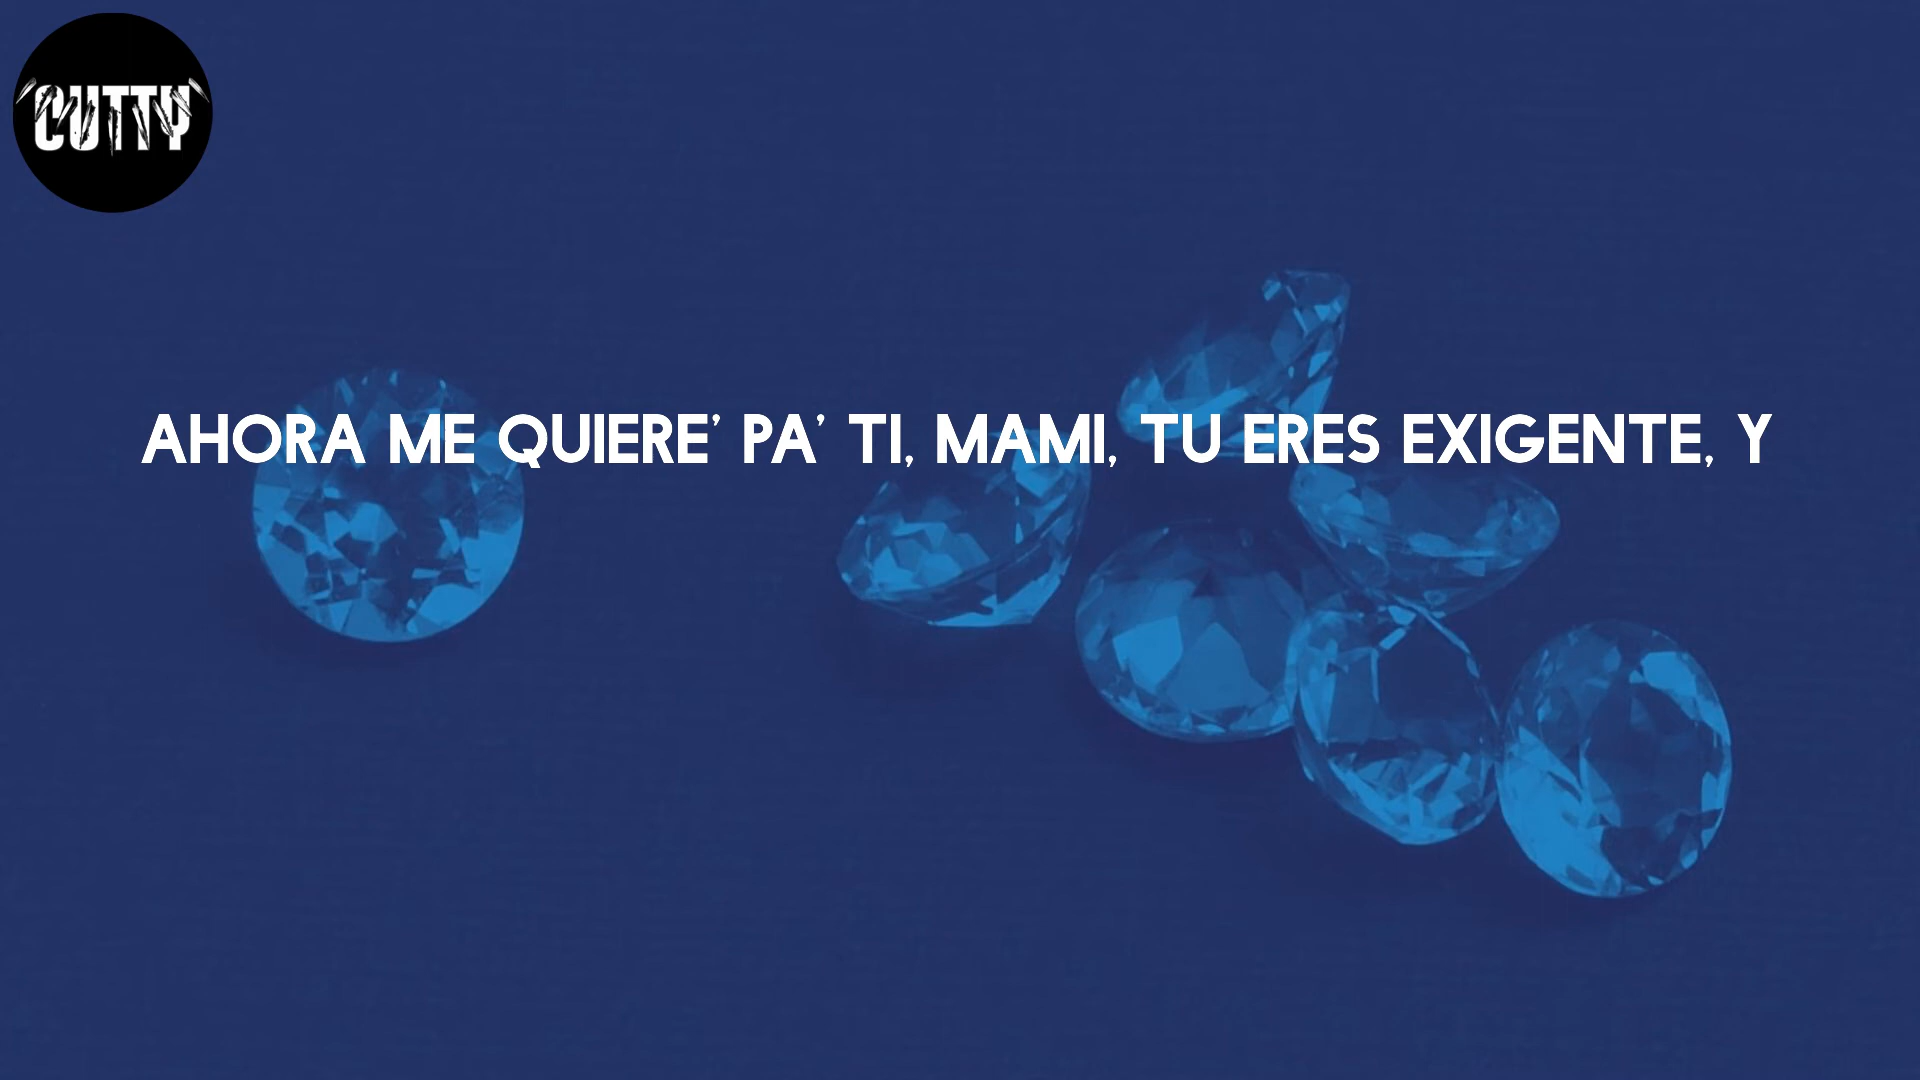 CUTTY
AHORA ME QUIERE' PA' TI, MAMI, TU ERES EXIGENTE, Y